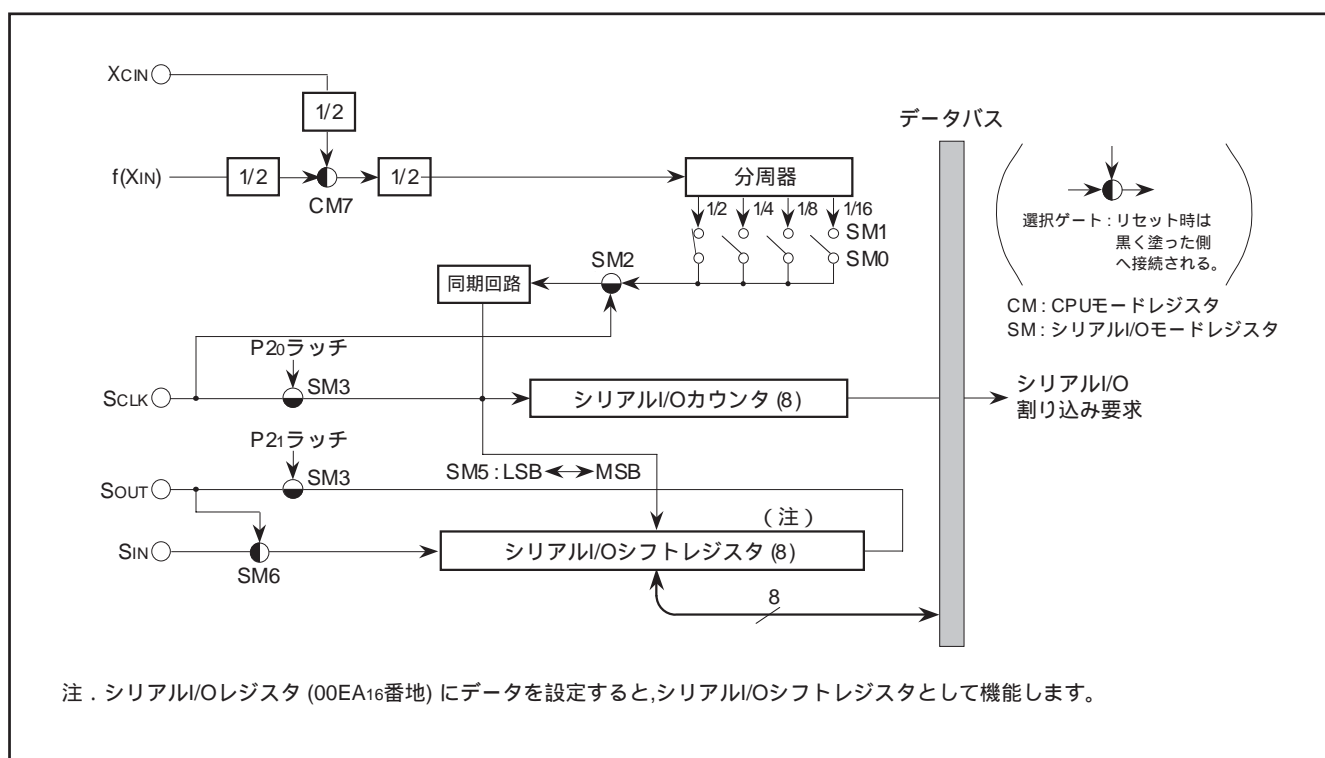 XCIN
1/2
データバス
f(XIN)
1/2
1/2
CM7
分周器
1/2
1/4
1/8
1/16
SM1
SM0
選択ゲート : リセット時は
黒く塗った側
へ接続される。
SM2
同期回路
CM : CPUモードレジスタ
SM : シリアルI/Oモードレジスタ
P20ラッチ
SCLK
SM3
シリアルI/Oカウンタ (8)
シリアルI/O
割り込み要求
P21ラッチ
SM5 : LSB ↔ MSB
SOUT
SM3
(注)
SIN
SM6
シリアルI/Oシフトレジスタ (8)
8
注 . シリアルI/Oレジスタ (00EA16番地) にデータを設定すると,シリアルI/Oシフトレジスタとして機能します。